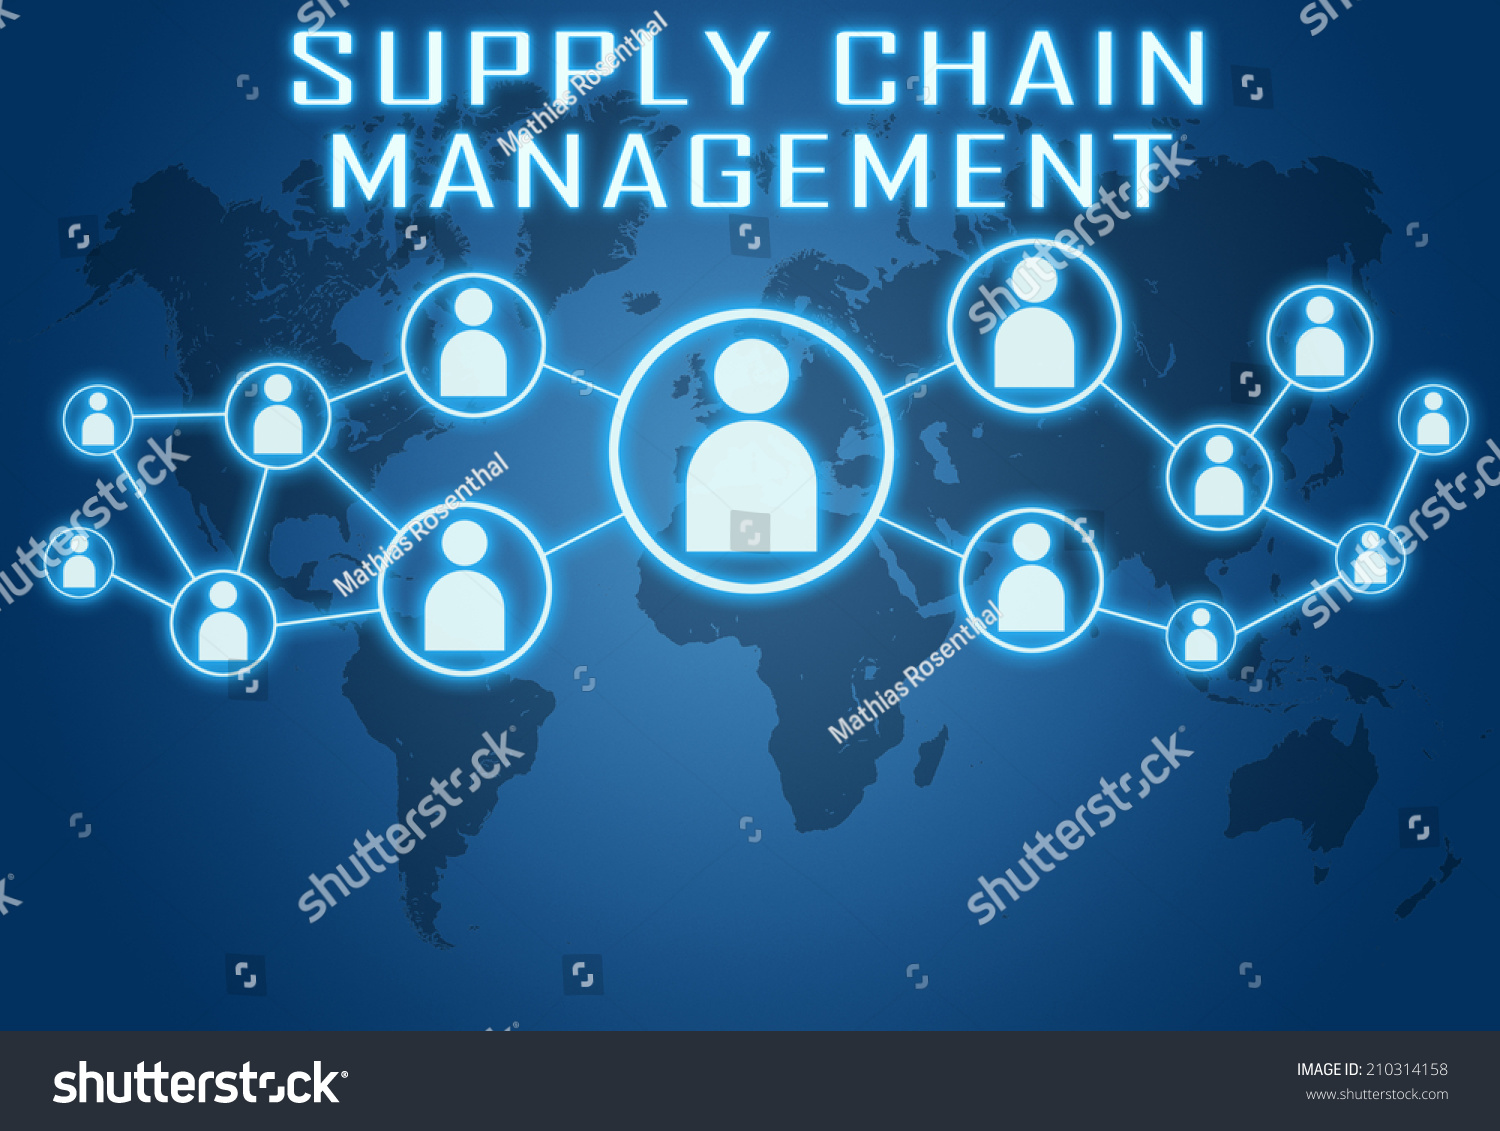 SUPPLY CHAIN
MANAGEMENT
Mathias Rosenthal
shutterstock
Mathias Rosenthal
shutterstock
shutterstock
Mathias Rosenthal
shutterstock
shutterstock
shutterstock®
IMAGE ID: 210314158
www.shutterstock.com